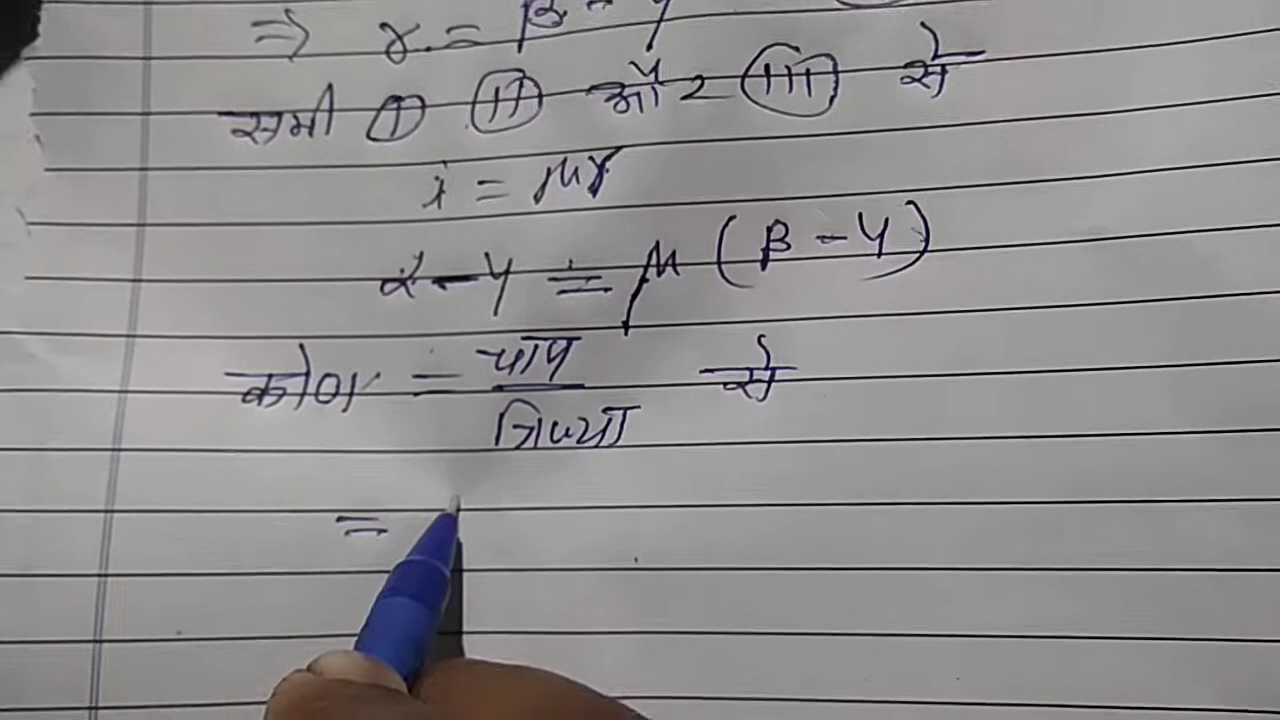 ⇒ r = β - γ
समी (I) (II) और (III) से
i = μr
α - γ = μ (β - γ)
कोण = चाप / त्रिज्या से
=